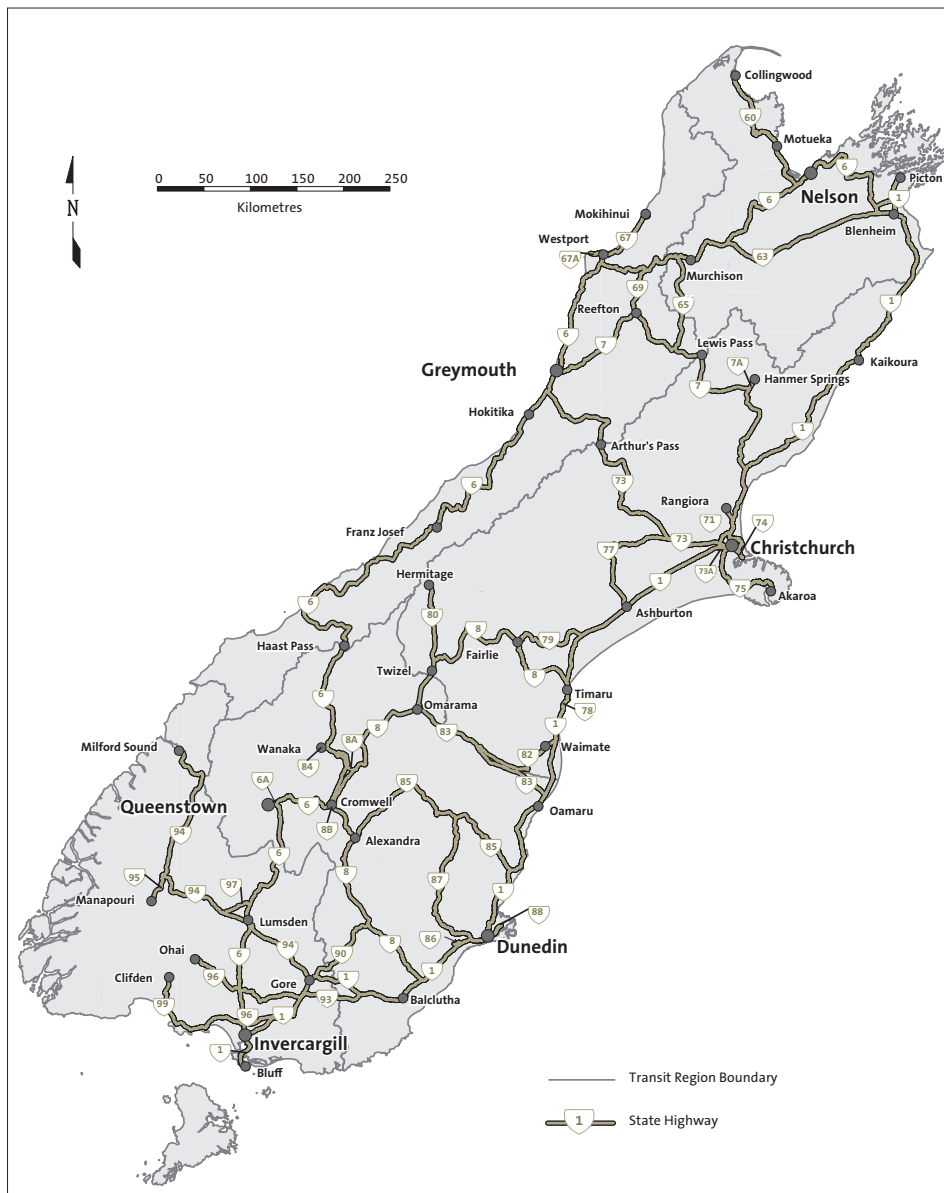 Collingwood
60
Motueka
6
Nelson
6
Picton
1
0 50 100 150 200 250
Kilometres
N
Mokihinui
67
Westport
67A
Blenheim
63
Murchison
69
65
1
Reefton
6
7
Lewis Pass
7A
Kaikoura
Greymouth
Hanmer Springs
7
Hokitika
1
Arthur's Pass
73
6
Rangiora
71
74
Franz Josef
77
73
Christchurch
73A
Hermitage
1
75
Akaroa
6
80
Ashburton
8
79
Haast Pass
Fairlie
Twizel
8
6
Timaru
78
Omarama
8
83
1
8A
Milford Sound
Wanaka
82
Waimate
84
6A
85
83
Queenstown
6
Cromwell
Oamaru
8B
94
Alexandra
6
85
8
87
95
94
97
1
Manapouri
88
Lumsden
86
Dunedin
Ohai
6
94
90
8
Clifden
96
Gore
1
1
99
93
Balclutha
96
1
Invercargill
1
Bluff
Transit Region Boundary
1
State Highway